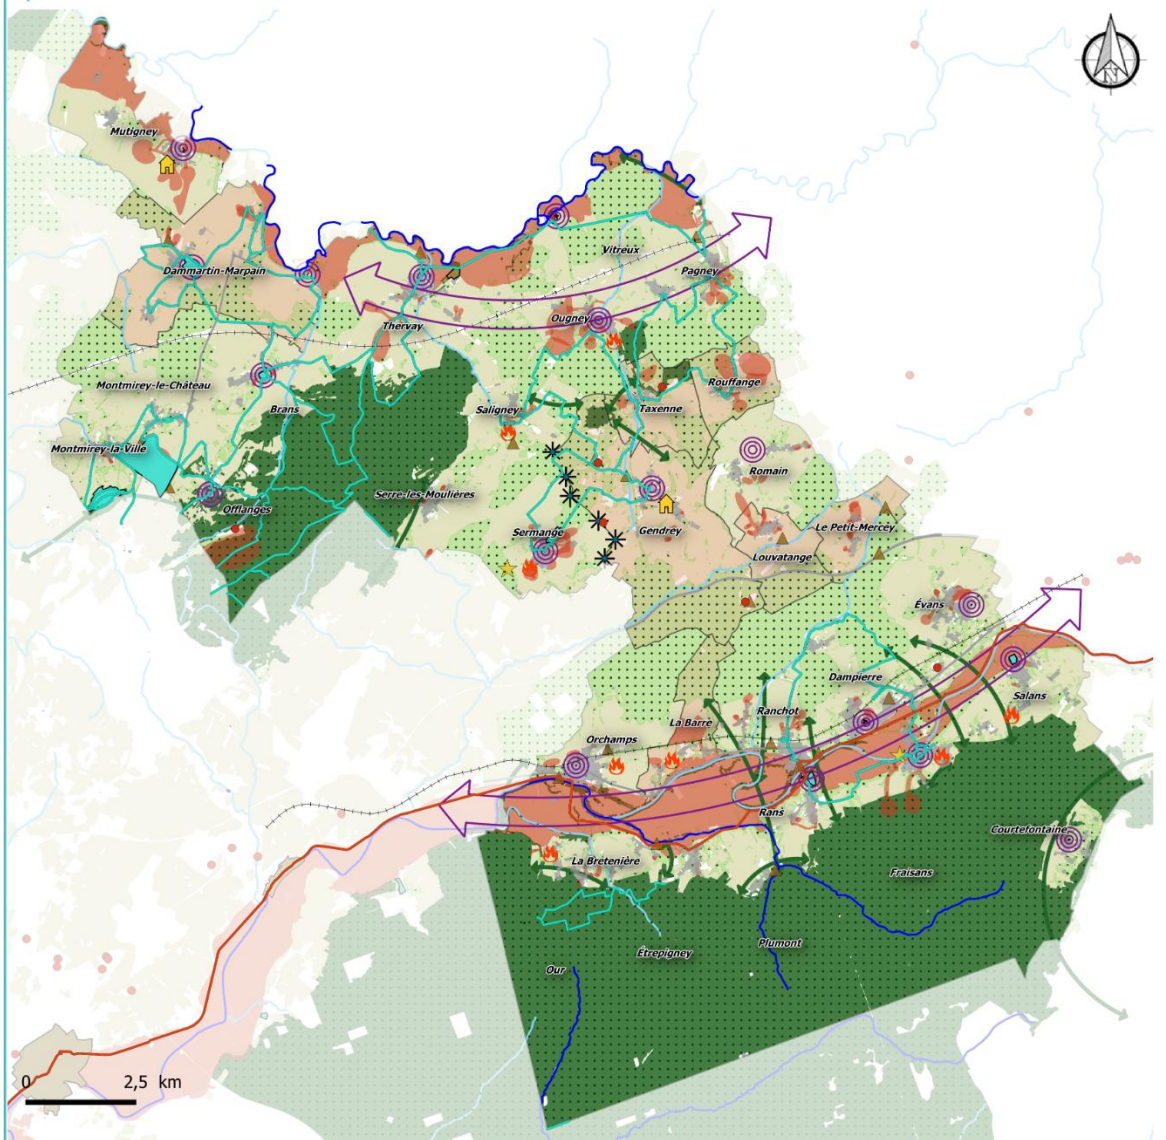 N
Mutigney
Dammartin-Marpain
Vitreux
Pagney
Ougney
Thervay
Montmirey-le-Château
Rouffange
Brans
Saligney
Taxenne
Montmirey-la-Ville
Romain
Serre-les-Moulières
Offlanges
Sermange
Gendrey
Le Petit-Mercey
Louvatange
Évans
Dampierre
Salans
Ranchot
La Barre
Orchamps
Rans
Courtefontaine
La Bretenière
Fraisans
Plumont
Étrepigney
Our
0 2,5 km